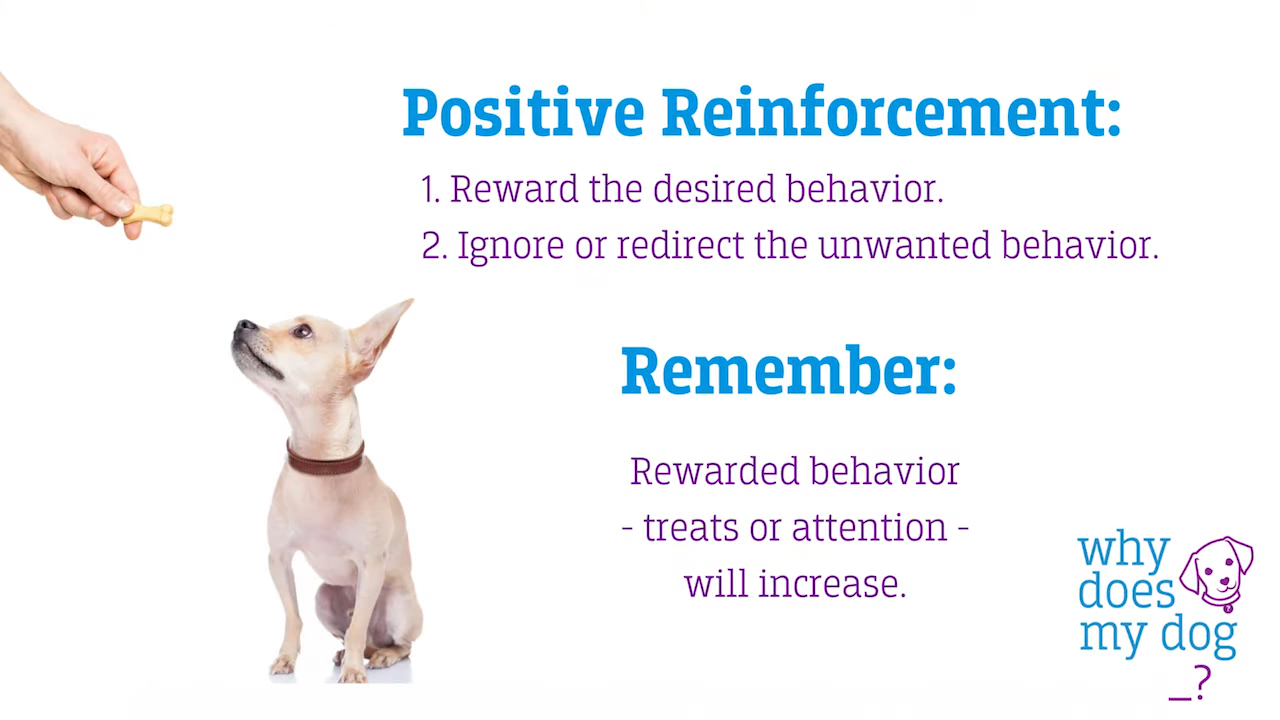 Positive Reinforcement:
1. Reward the desired behavior.
2. Ignore or redirect the unwanted behavior.
Remember:
Rewarded behavior
- treats or attention -
will increase.
why
does
my dog
_?